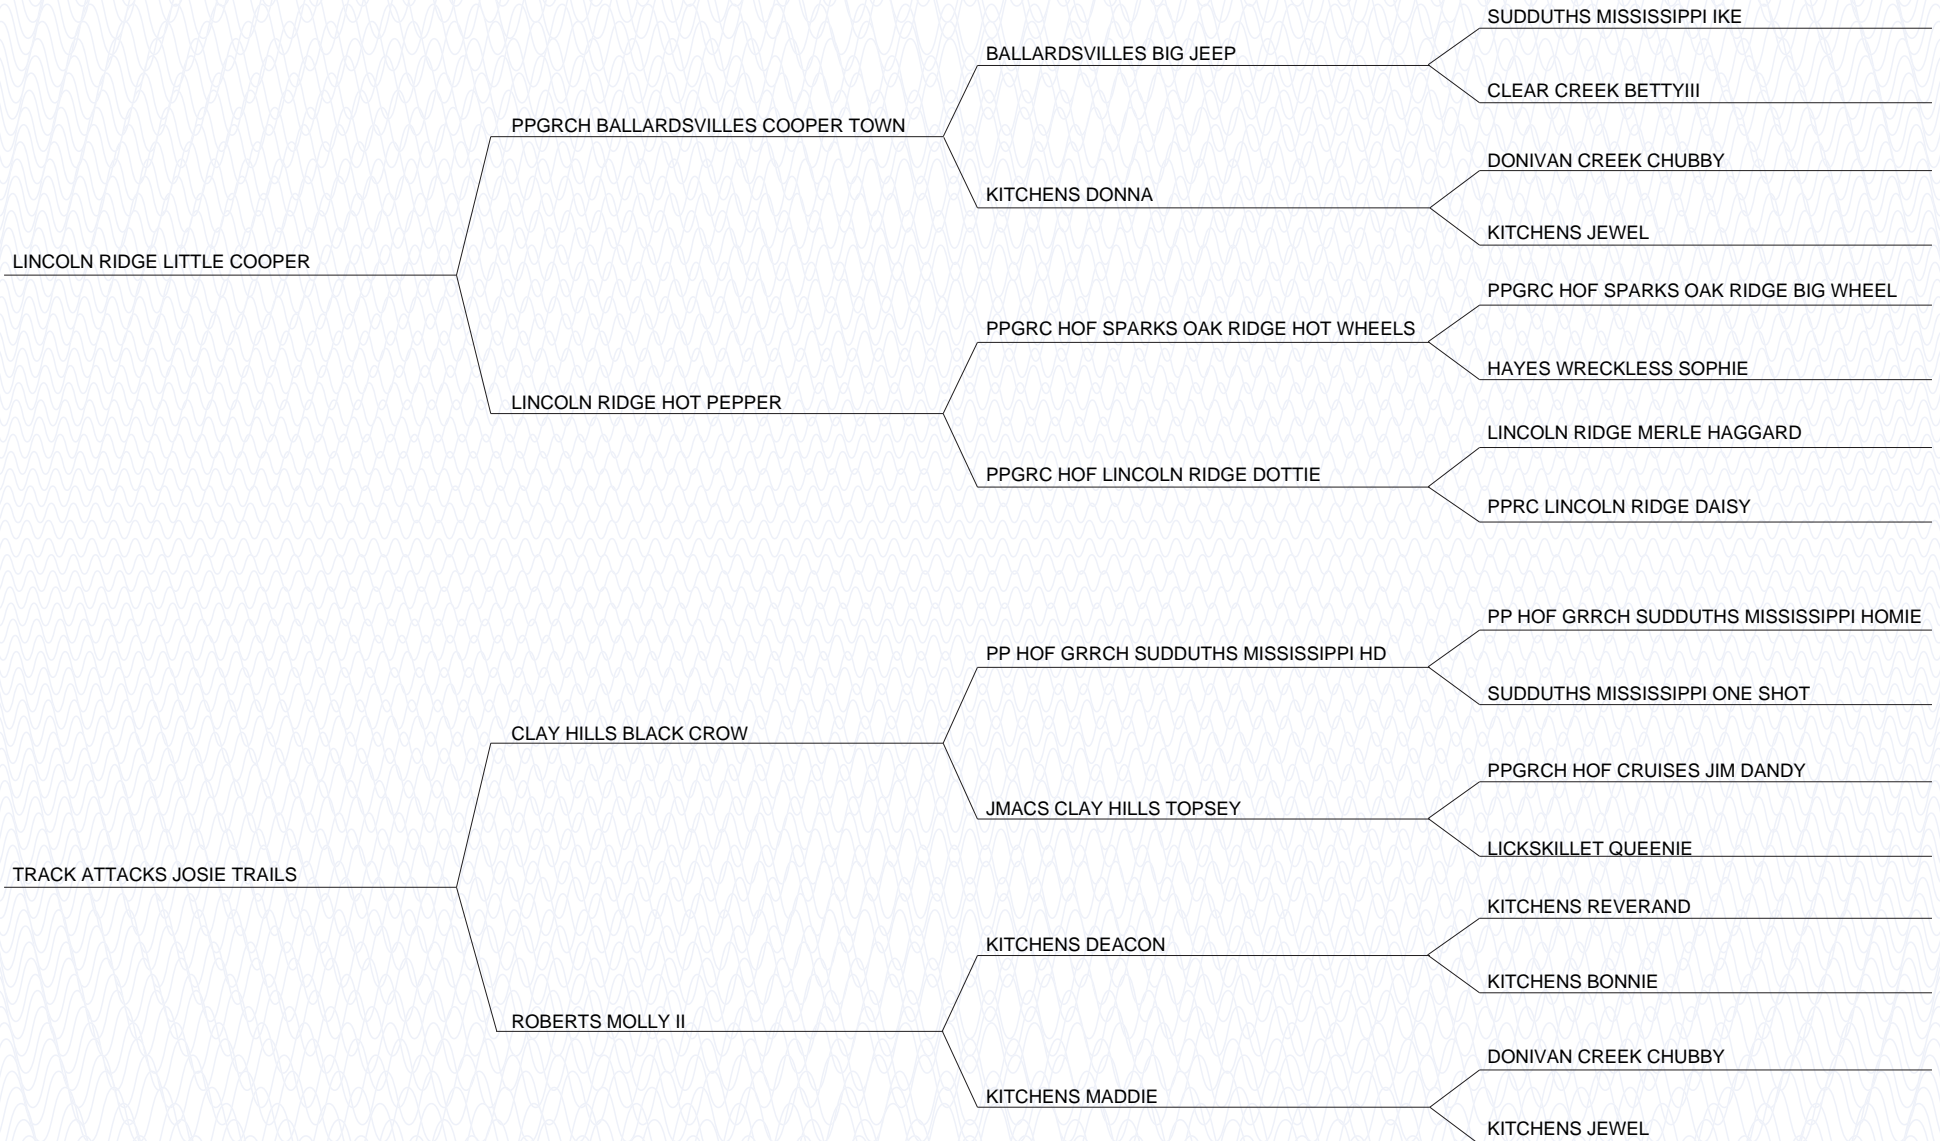 SUDDUTHS MISSISSIPPI IKE
BALLARDSVILLES BIG JEEP
CLEAR CREEK BETTYIII
PPGRCH BALLARDSVILLES COOPER TOWN
DONIVAN CREEK CHUBBY
KITCHENS DONNA
KITCHENS JEWEL
LINCOLN RIDGE LITTLE COOPER
PPGRC HOF SPARKS OAK RIDGE BIG WHEEL
PPGRC HOF SPARKS OAK RIDGE HOT WHEELS
HAYES WRECKLESS SOPHIE
LINCOLN RIDGE HOT PEPPER
LINCOLN RIDGE MERLE HAGGARD
PPGRC HOF LINCOLN RIDGE DOTTIE
PPRC LINCOLN RIDGE DAISY
PP HOF GRRCH SUDDUTHS MISSISSIPPI HOMIE
PP HOF GRRCH SUDDUTHS MISSISSIPPI HD
SUDDUTHS MISSISSIPPI ONE SHOT
CLAY HILLS BLACK CROW
PPGRCH HOF CRUISES JIM DANDY
JMACS CLAY HILLS TOPSEY
LICKSKILLET QUEENIE
TRACK ATTACKS JOSIE TRAILS
KITCHENS REVERAND
KITCHENS DEACON
KITCHENS BONNIE
ROBERTS MOLLY II
DONIVAN CREEK CHUBBY
KITCHENS MADDIE
KITCHENS JEWEL